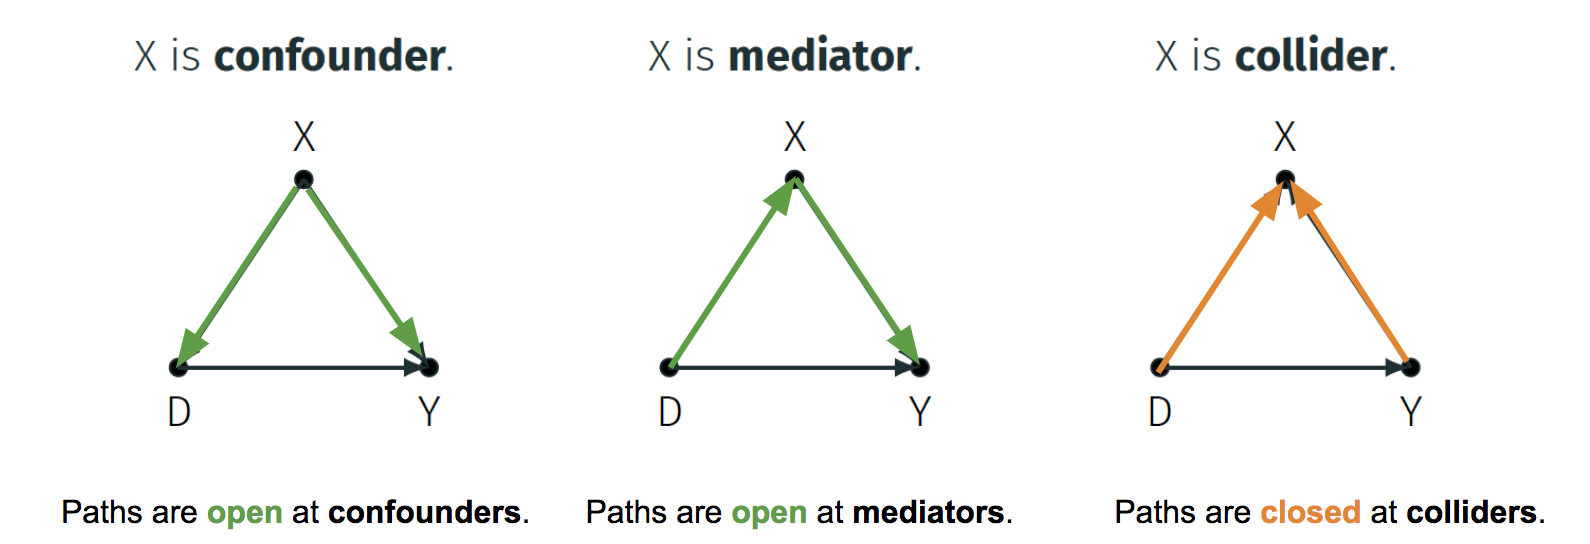 X is confounder.
X is mediator.
X is collider.
X
X
X
D
Y
D
Y
D
Y
Paths are open at confounders.
Paths are open at mediators.
Paths are closed at colliders.